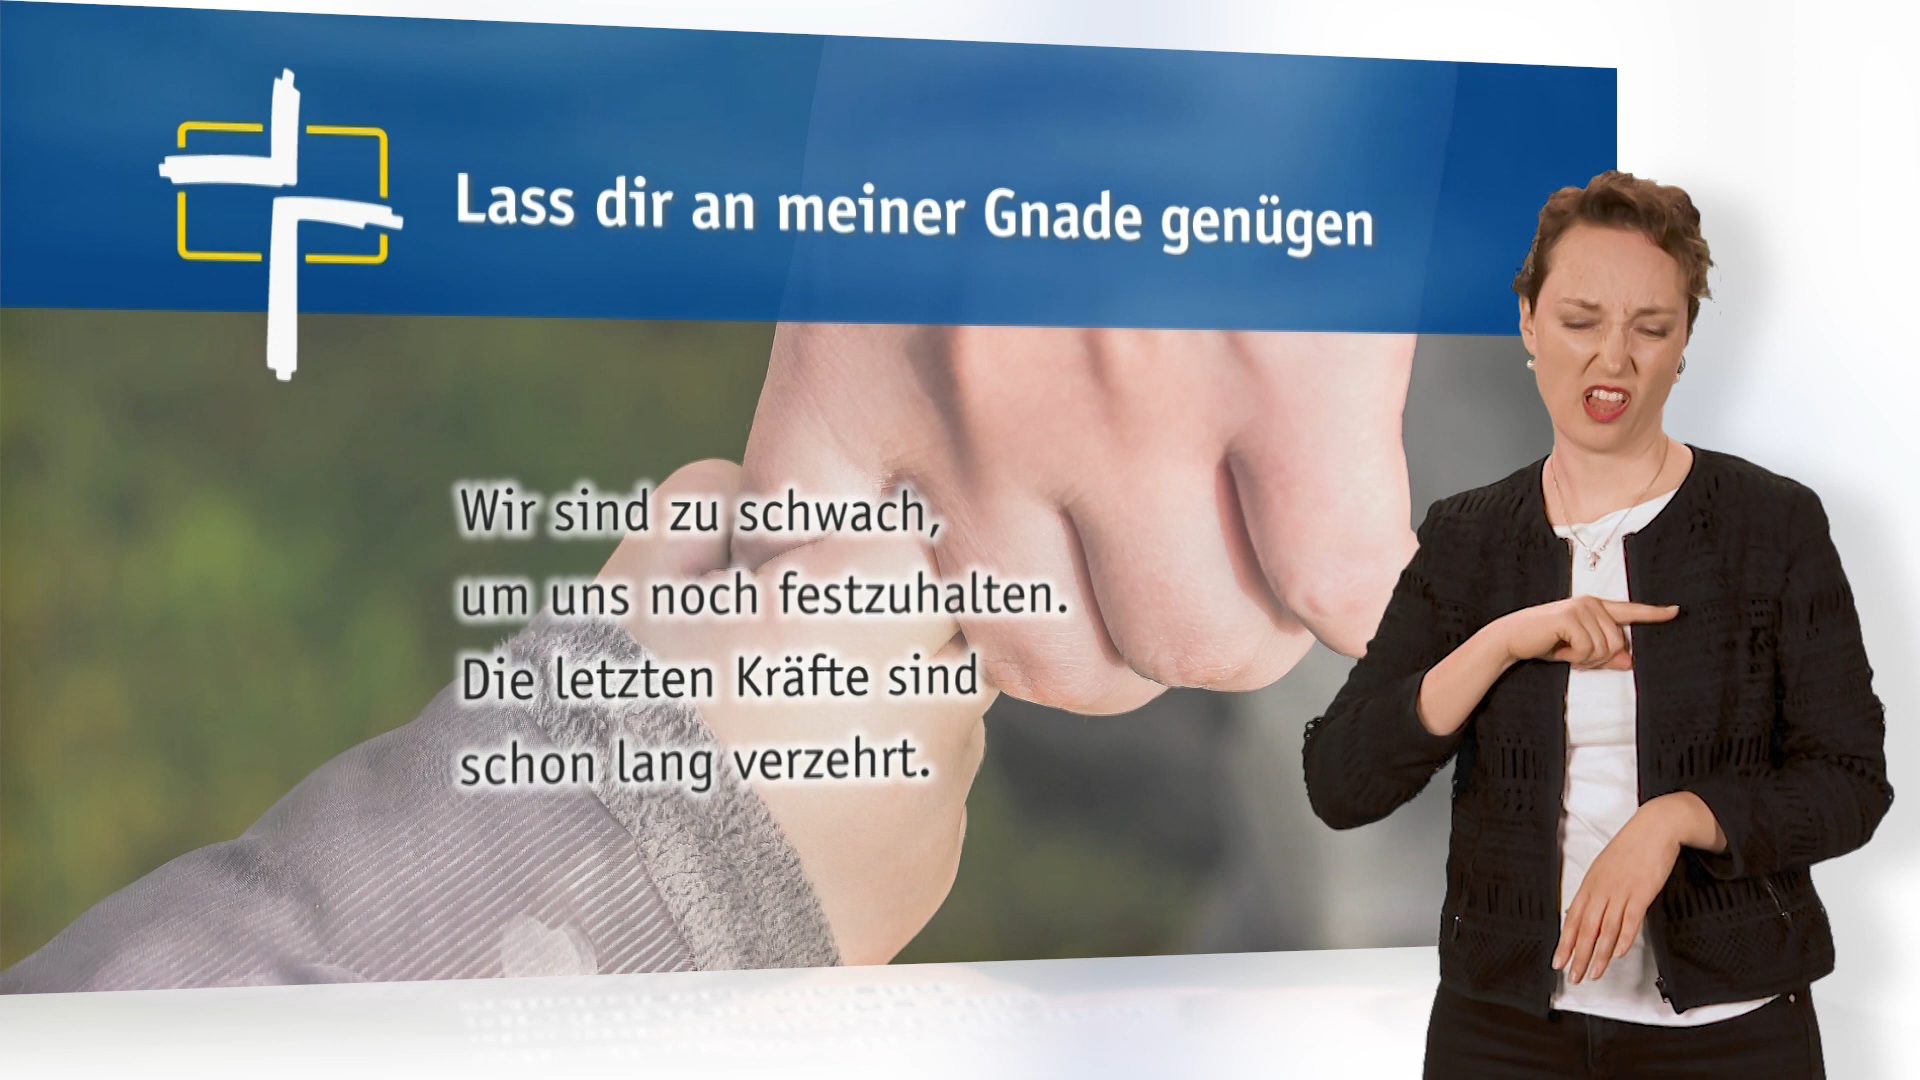 Lass dir an meiner Gnade genügen
Wir sind zu schwach,
um uns noch festzuhalten.
Die letzten Kräfte sind
schon lang verzehrt.